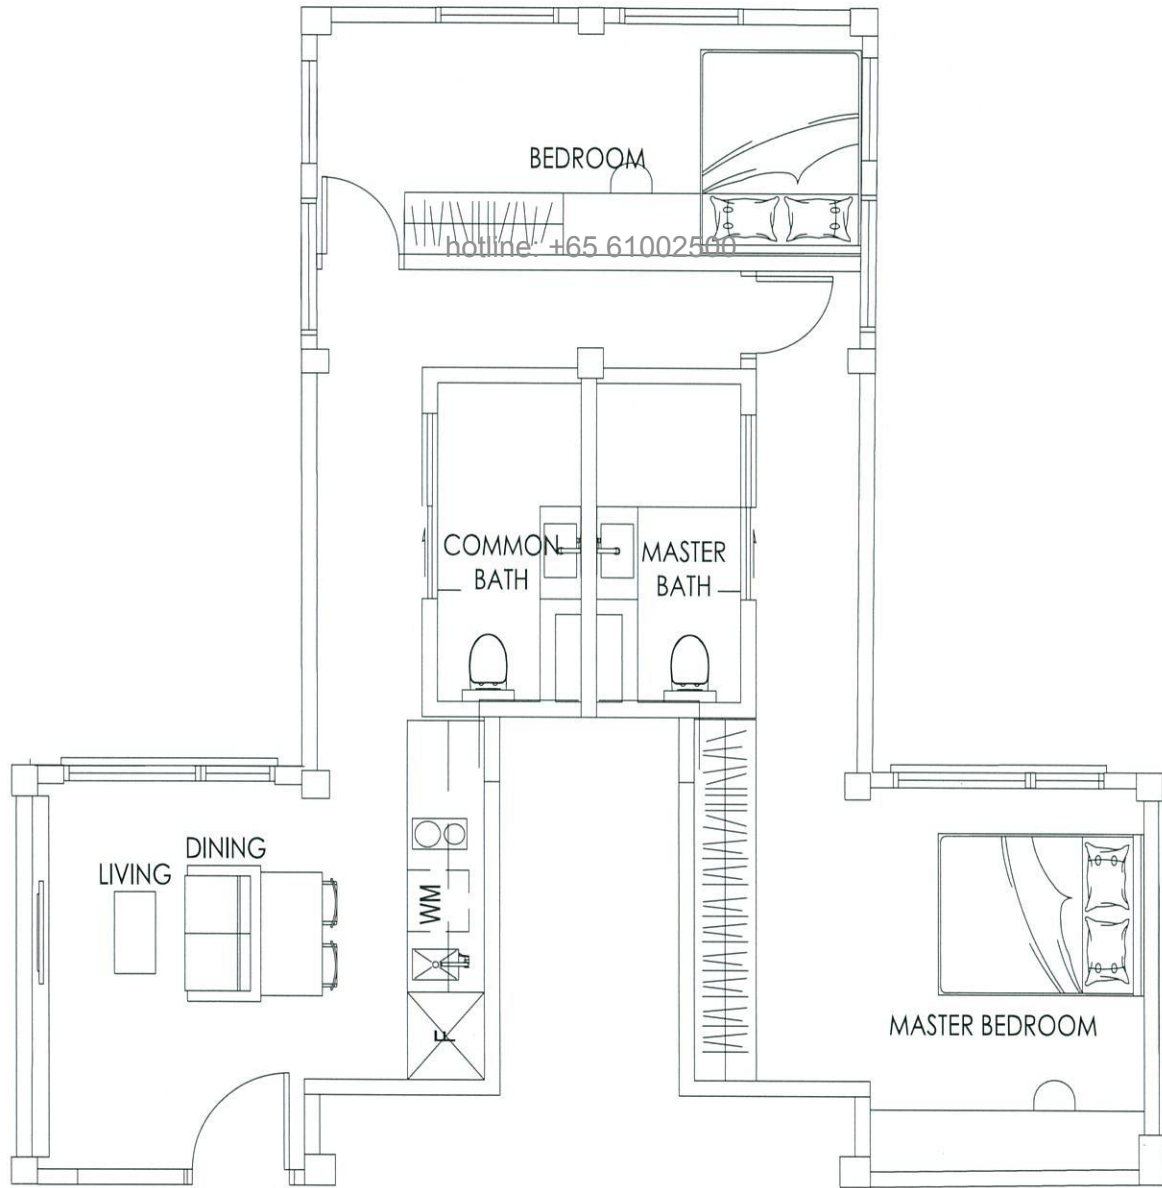 BEDROOM
hotline: +65 61002500
COMMON
BATH
MASTER
BATH
DINING
LIVING
WM
F
MASTER BEDROOM